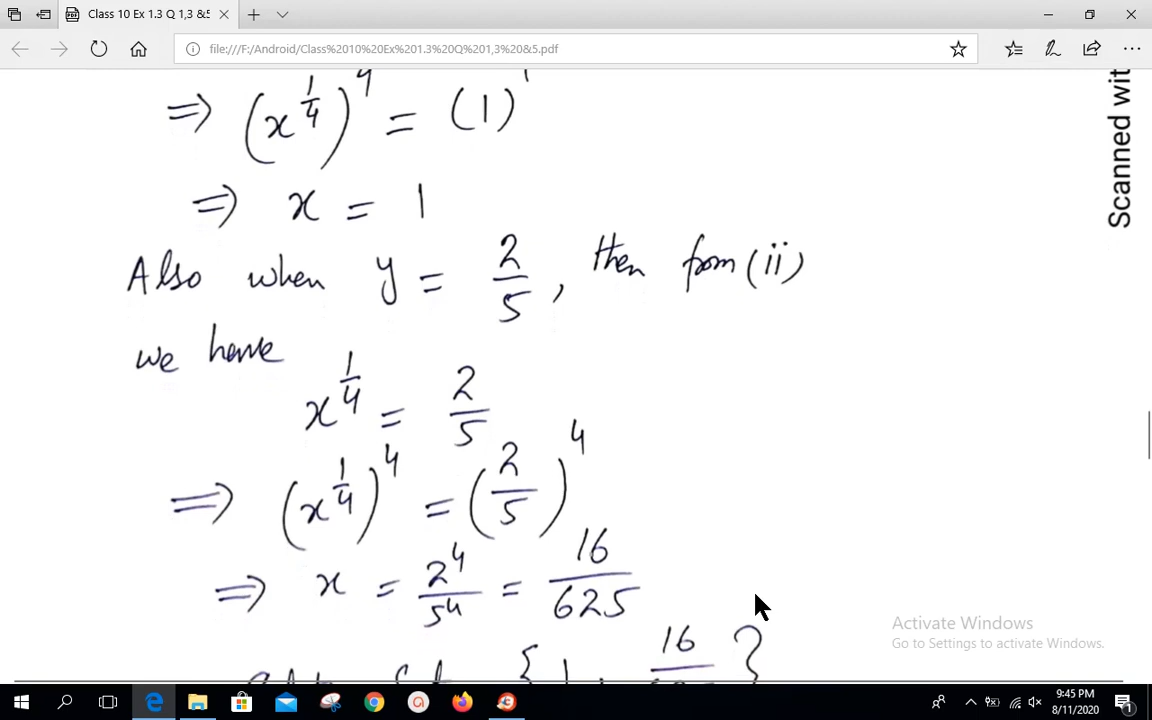 Class 10 Ex 1.3 Q 1,3 &5
file:///F:/Android/Class%2010%20Ex%201.3%20Q%201,3%20&5.pdf
⇒ (x^{1/4})^4 = (1)
⇒ x = 1
Also when y = 2/5, then from (ii)
we have
x^{1/4} = 2/5
⇒ (x^{1/4})^4 = (2/5)^4
⇒ x = 2^4/5^4 = 16/625
{1, 16
Scanned wit
Activate Windows
Go to Settings to activate Windows.
9:45 PM
8/11/2020